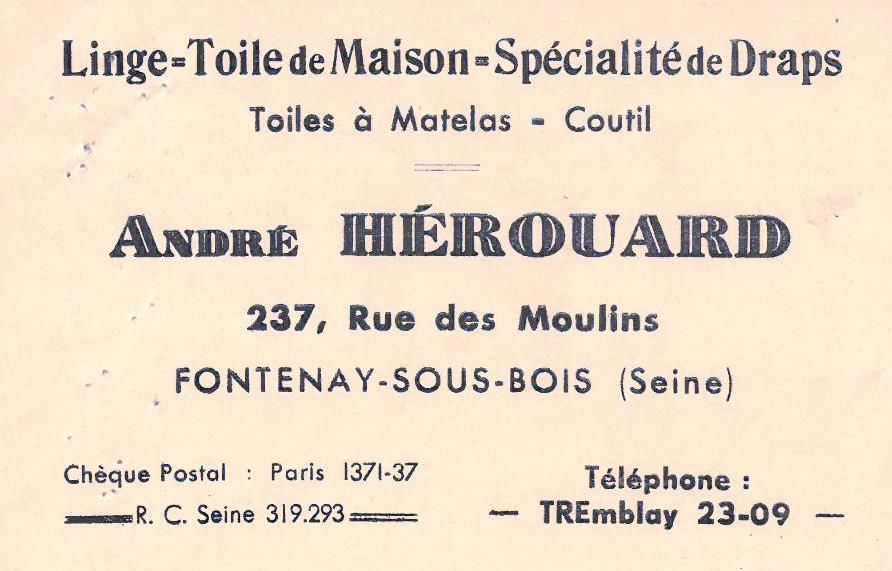 Linge=Toile de Maison=Spécialité de Draps
Toiles à Matelas - Coutil
ANDRÉ HÉROUARD
237, Rue des Moulins
FONTENAY-SOUS-BOIS (Seine)
Chèque Postal : Paris 1371-37
R. C. Seine 319.293
Téléphone :
— TREmblay 23-09 —